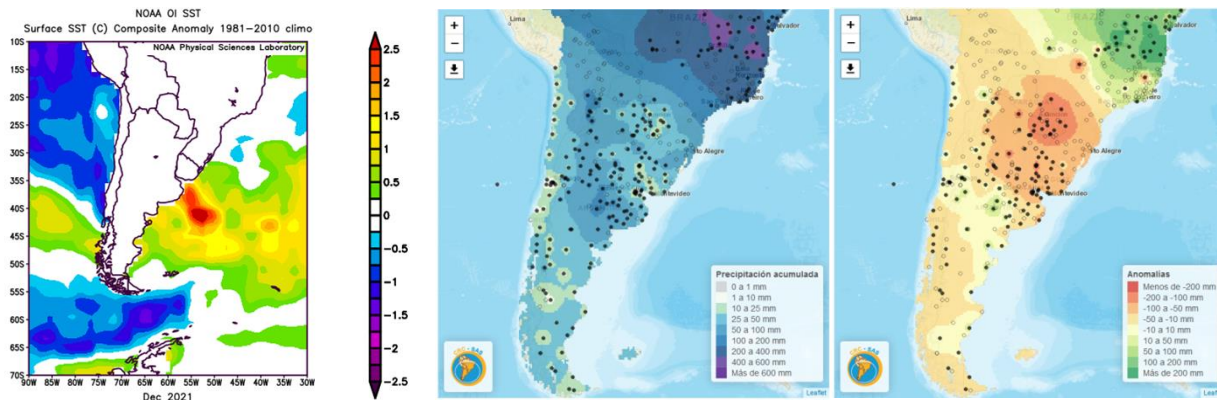 NOAA OI SST
Surface SST (C) Composite Anomaly 1981-2010 climo
NOAA Physical Sciences Laboratory
10S
15S
20S
25S
30S
35S
40S
45S
50S
55S
60S
65S
70S
90W
85W
80W
75W
70W
65W
60W
55W
50W
45W
40W
35W
30W
Dec 2021
2.5
2
1.5
1
0.5
0
-0.5
-1
-1.5
-2
-2.5
+
−
Lima
BRAZ
Salvador
Alegre
Precipitación acumulada
0 a 1 mm
1 a 10 mm
10 a 25 mm
25 a 50 mm
50 a 100 mm
100 a 200 mm
200 a 400 mm
400 a 600 mm
Más de 600 mm
CRC-SAS
Leaflet
+
−
Lima
Alegre
Anomalías
Menos de -200 mm
-200 a -100 mm
-100 a -50 mm
-50 a -10 mm
-10 a 10 mm
10 a 50 mm
50 a 100 mm
100 a 200 mm
Más de 200 mm
CRC-SAS
Leaflet